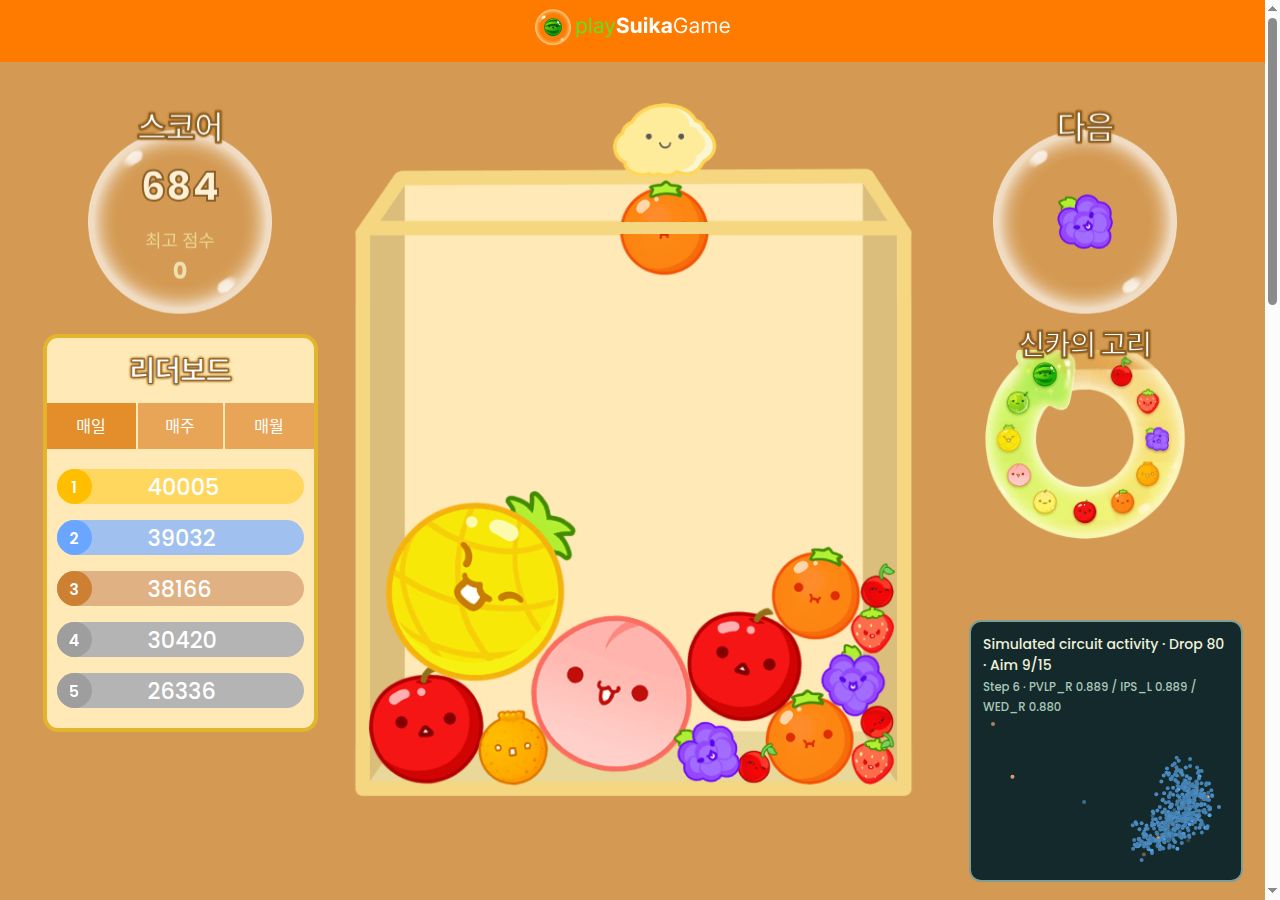 playSuikaGame
스코어
684
최고 점수
0
다음
리더보드
매일 매주 매월
1 40005
2 39032
3 38166
4 30420
5 26336
신카의 고리
Simulated circuit activity · Drop 80
· Aim 9/15
Step 6 · PVLP_R 0.889 / IPS_L 0.889 /
WED_R 0.880